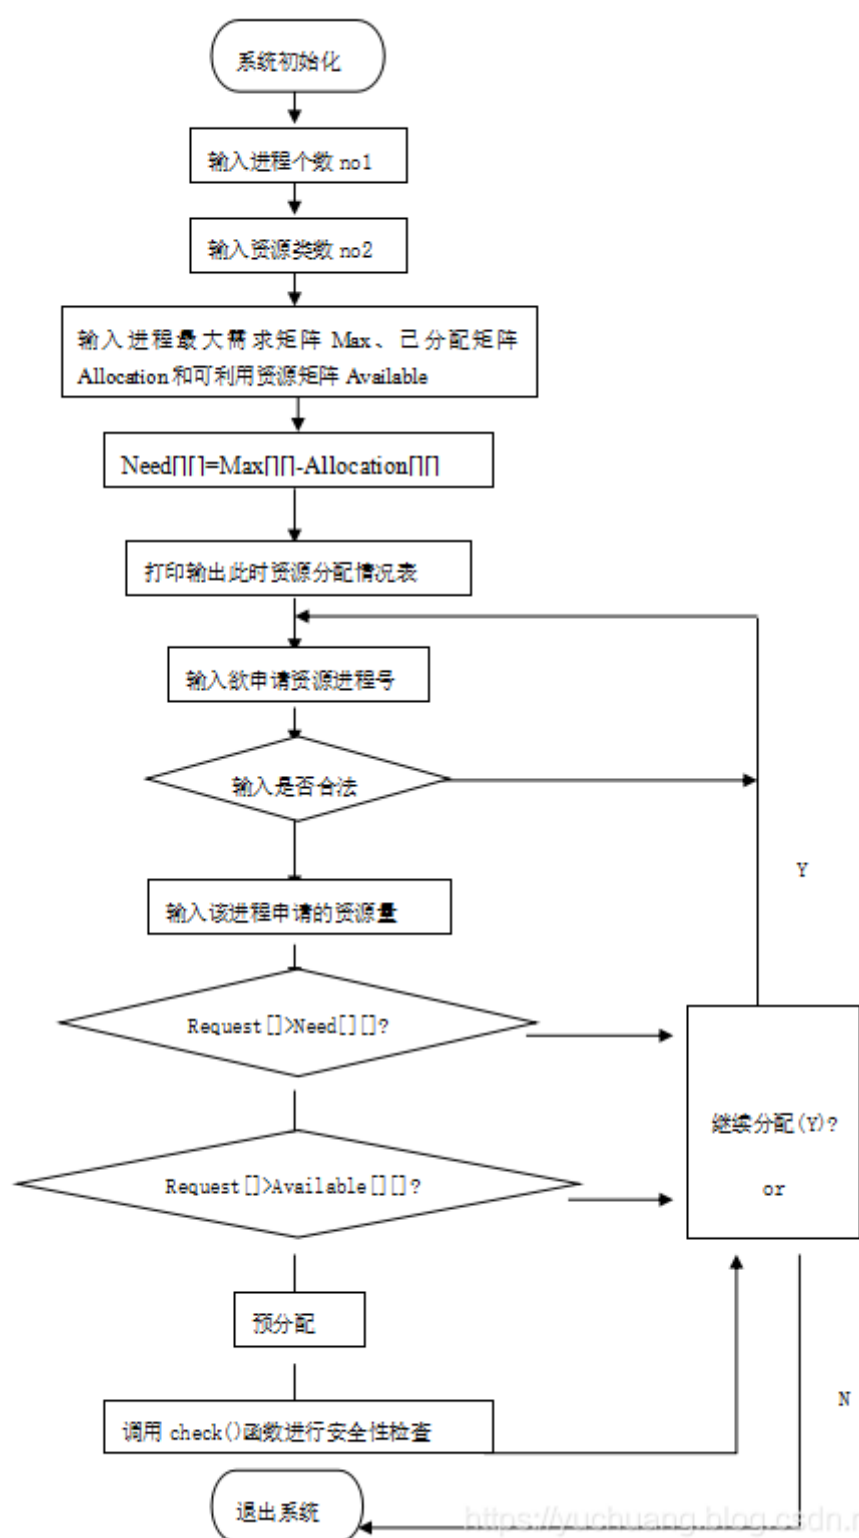 系统初始化
输入进程个数 no1
输入资源类数 no2
输入进程最大需求矩阵 Max、己分配矩阵
Allocation和可利用资源矩阵 Available
Need[][]=Max[][]-Allocation[][]
打印输出此时资源分配情况表
输入欲申请资源进程号
输入是否合法
Y
输入该进程申请的资源量
Request[]>Need[][]?
继续分配(Y)?
Request[]>Available[][]?
or
预分配
N
调用 check()函数进行安全性检查
退出系统
https://yuchuang.blog.csdn.n